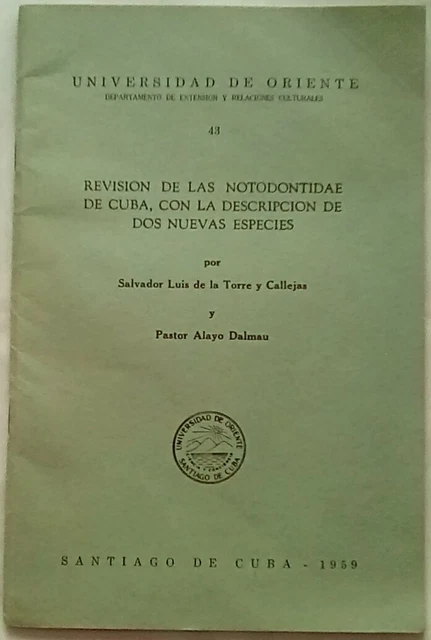 UNIVERSIDAD DE ORIENTE
DEPARTAMENTO DE EXTENSION Y RELACIONES CULTURALES
43
REVISION DE LAS NOTODONTIDAE
DE CUBA, CON LA DESCRIPCION DE
DOS NUEVAS ESPECIES
por
Salvador Luis de la Torre y Callejas
y
Pastor Alayo Dalmau
UNIVERSIDAD DE ORIENTE
SANTIAGO DE CUBA
SANTIAGO DE CUBA - 1959